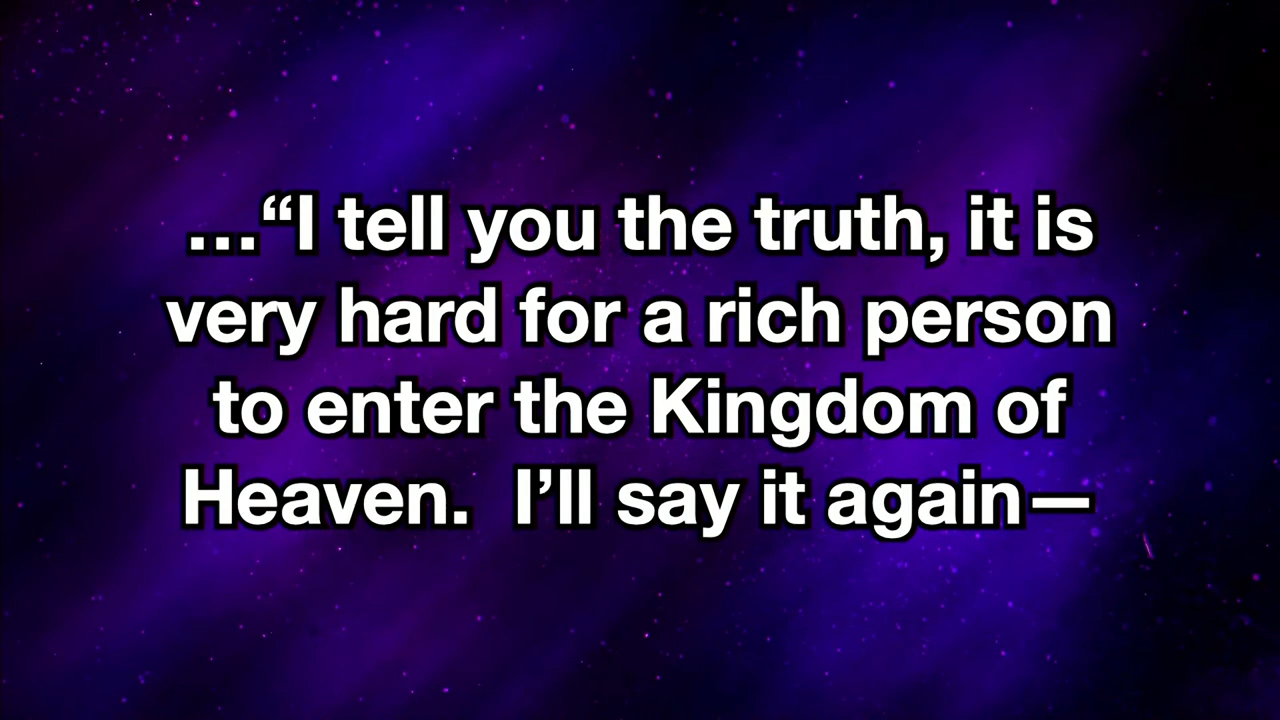 …“I tell you the truth, it is
very hard for a rich person
to enter the Kingdom of
Heaven.  I’ll say it again—